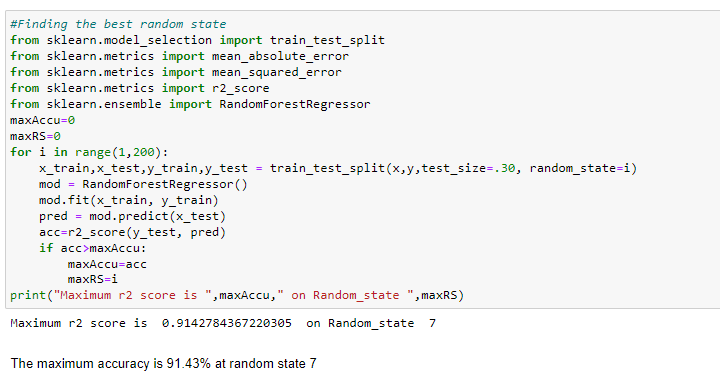 #Finding the best random state
from sklearn.model_selection import train_test_split
from sklearn.metrics import mean_absolute_error
from sklearn.metrics import mean_squared_error
from sklearn.metrics import r2_score
from sklearn.ensemble import RandomForestRegressor
maxAccu=0
maxRS=0
for i in range(1,200):
    x_train,x_test,y_train,y_test = train_test_split(x,y,test_size=.30, random_state=i)
    mod = RandomForestRegressor()
    mod.fit(x_train, y_train)
    pred = mod.predict(x_test)
    acc=r2_score(y_test, pred)
    if acc>maxAccu:
        maxAccu=acc
        maxRS=i
print("Maximum r2 score is ",maxAccu," on Random_state ",maxRS)
Maximum r2 score is  0.9142784367220305  on Random_state  7
The maximum accuracy is 91.43% at random state 7